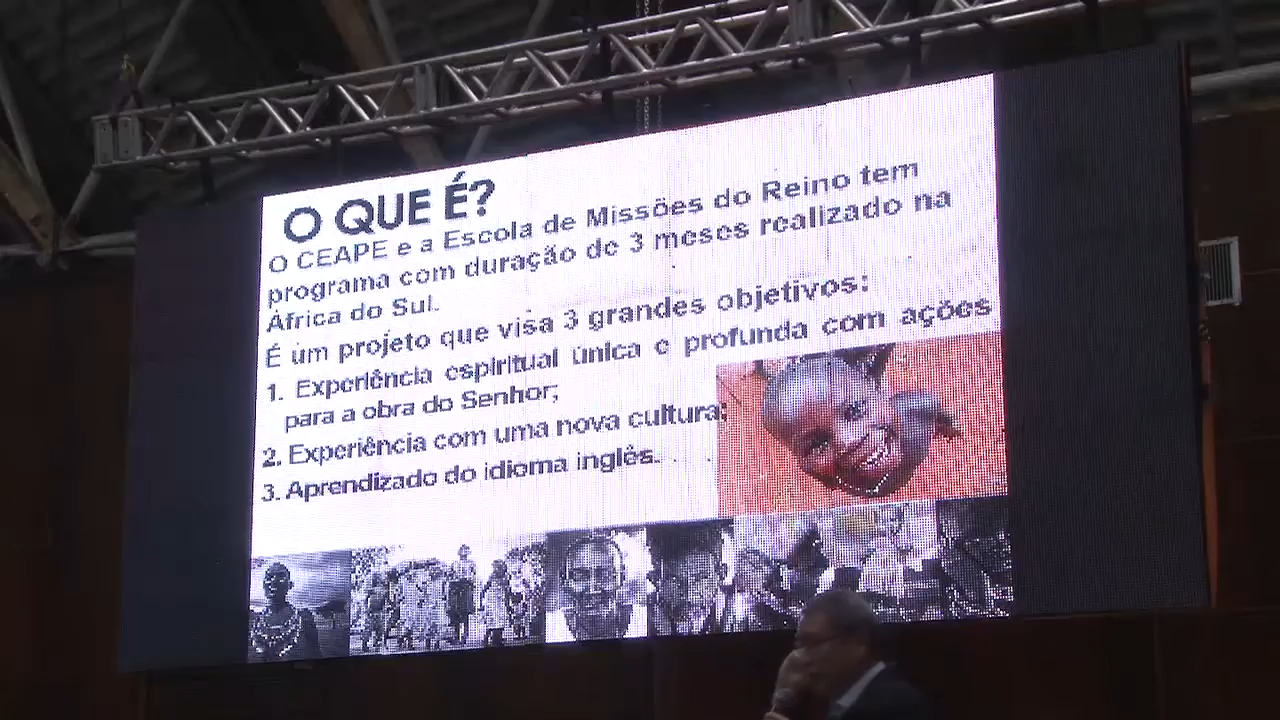 O QUE É?
O CEAPE e a Escola de Missões do Reino tem
programa com duração de 3 meses realizado na
África do Sul.
É um projeto que visa 3 grandes objetivos:
1. Experiência espiritual única e profunda com ações
para a obra do Senhor;
2. Experiência com uma nova cultura;
3. Aprendizado do idioma inglês.